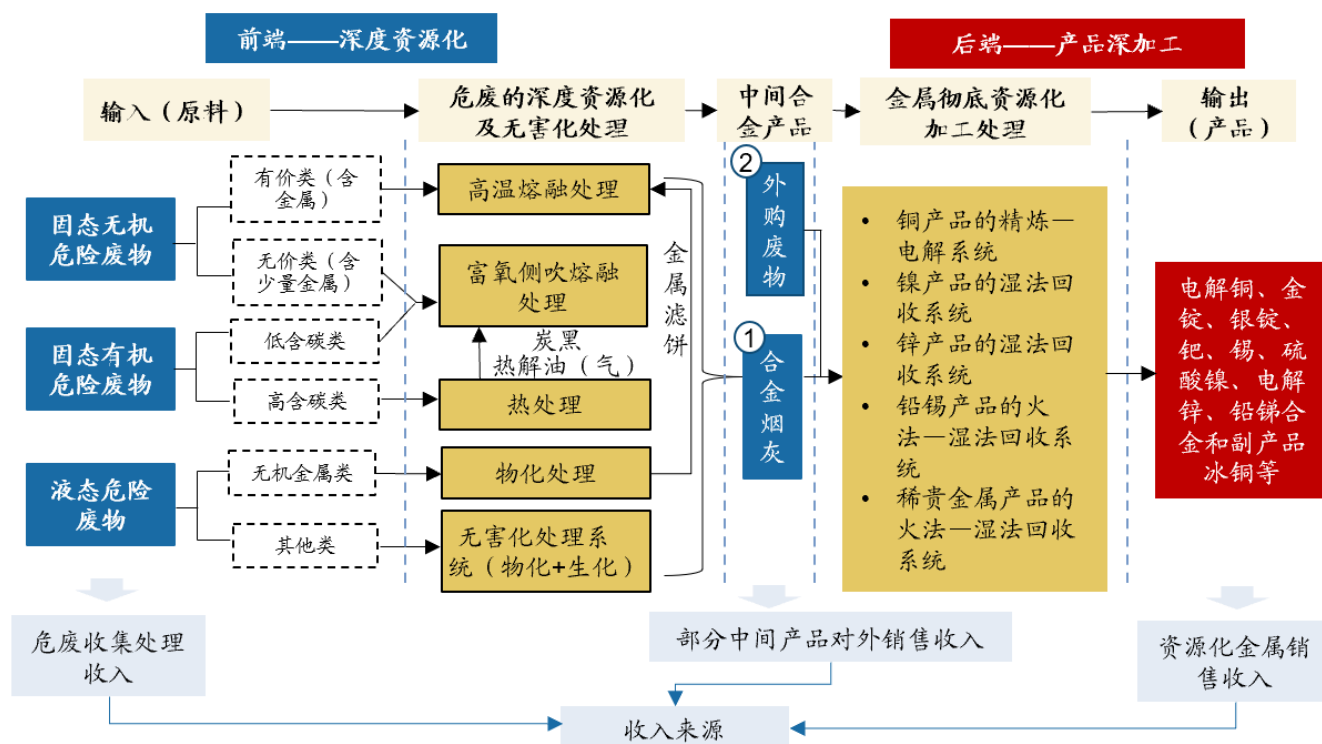 前端——深度资源化
后端——产品深加工
输入（原料）
危废的深度资源化
及无害化处理
中间合
金产品
金属彻底资源化
加工处理
输出
（产品）
固态无机
危险废物
有价类（含
金属）
无价类（含
少量金属）
固态有机
危险废物
低含碳类
高含碳类
液态危险
废物
无机金属类
其他类
高温熔融处理
富氧侧吹熔融
处理
炭黑
热解油（气）
热处理
物化处理
无害化处理系
统（物化+生化）
金属滤饼
②
外购废物
①
合金烟灰
• 铜产品的精炼—
电解系统
• 镍产品的湿法回
收系统
• 锌产品的湿法回
收系统
• 铅锡产品的火
法—湿法回收系
统
• 稀贵金属产品的
火法—湿法回收
系统
电解铜、金
锭、银锭、
钯、锡、硫
酸镍、电解
锌、铅锑合
金和副产品
冰铜等
危废收集处理
收入
部分中间产品对外销售收入
资源化金属销
售收入
收入来源